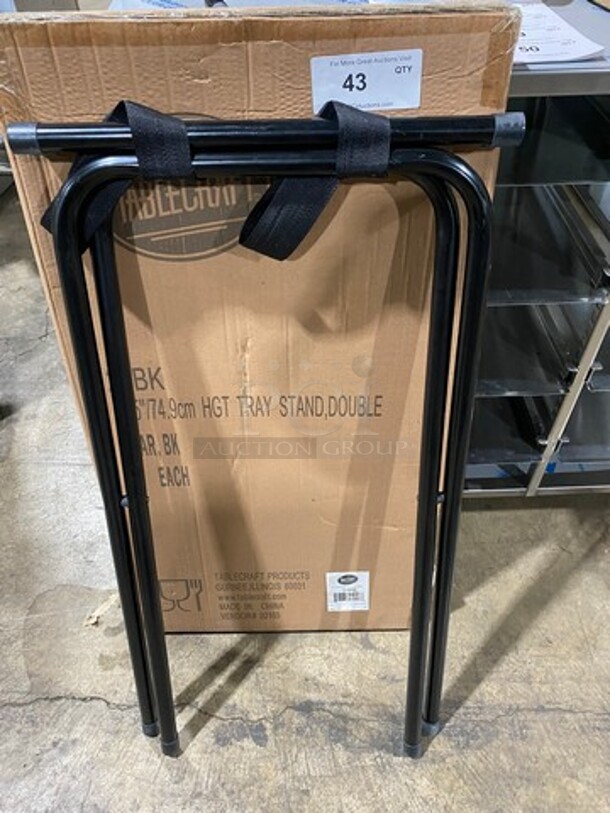 For More Great Auctions Visit
43 QTY
50
TABLECRAFT
BK
5"/74.9cm HGT TRAY STAND,DOUBLE
AR. BK
EACH
AUCTION GROUP
TABLECRAFT PRODUCTS
GURNEE,ILLINOIS 60031
www.tablecraft.com
MADE IN CHINA